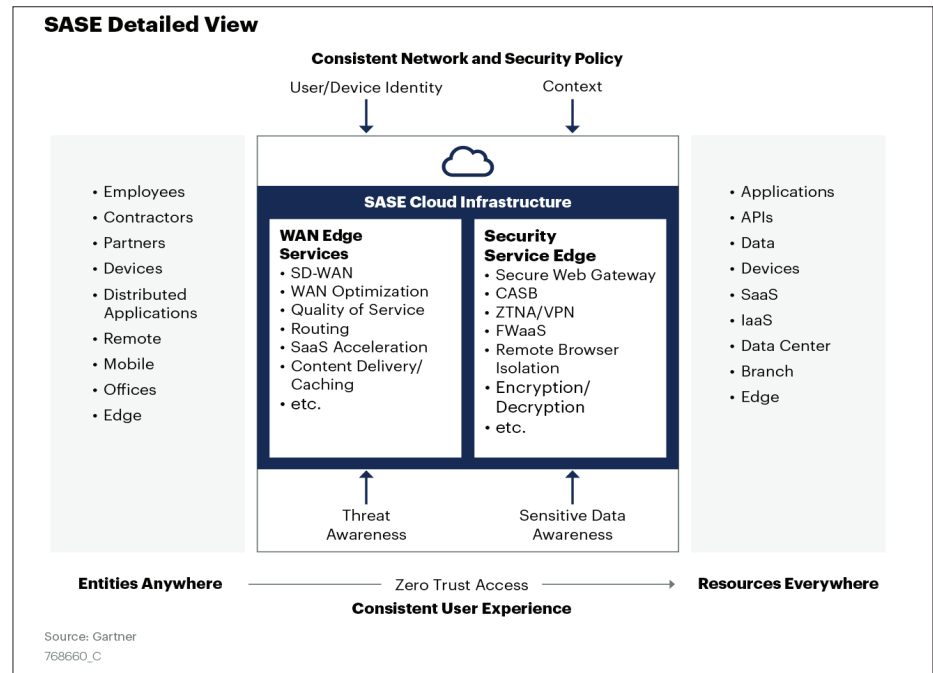 SASE Detailed View
Consistent Network and Security Policy
User/Device Identity
Context
• Employees
• Contractors
• Partners
• Devices
• Distributed
Applications
• Remote
• Mobile
• Offices
• Edge
SASE Cloud Infrastructure
WAN Edge
Services
• SD-WAN
• WAN Optimization
• Quality of Service
• Routing
• SaaS Acceleration
• Content Delivery/
Caching
• etc.
Security
Service Edge
• Secure Web Gateway
• CASB
• ZTNA/VPN
• FWaaS
• Remote Browser
Isolation
• Encryption/
Decryption
• etc.
Threat
Awareness
Sensitive Data
Awareness
• Applications
• APIs
• Data
• Devices
• SaaS
• IaaS
• Data Center
• Branch
• Edge
Entities Anywhere
Zero Trust Access
Resources Everywhere
Consistent User Experience
Source: Gartner
768660_C